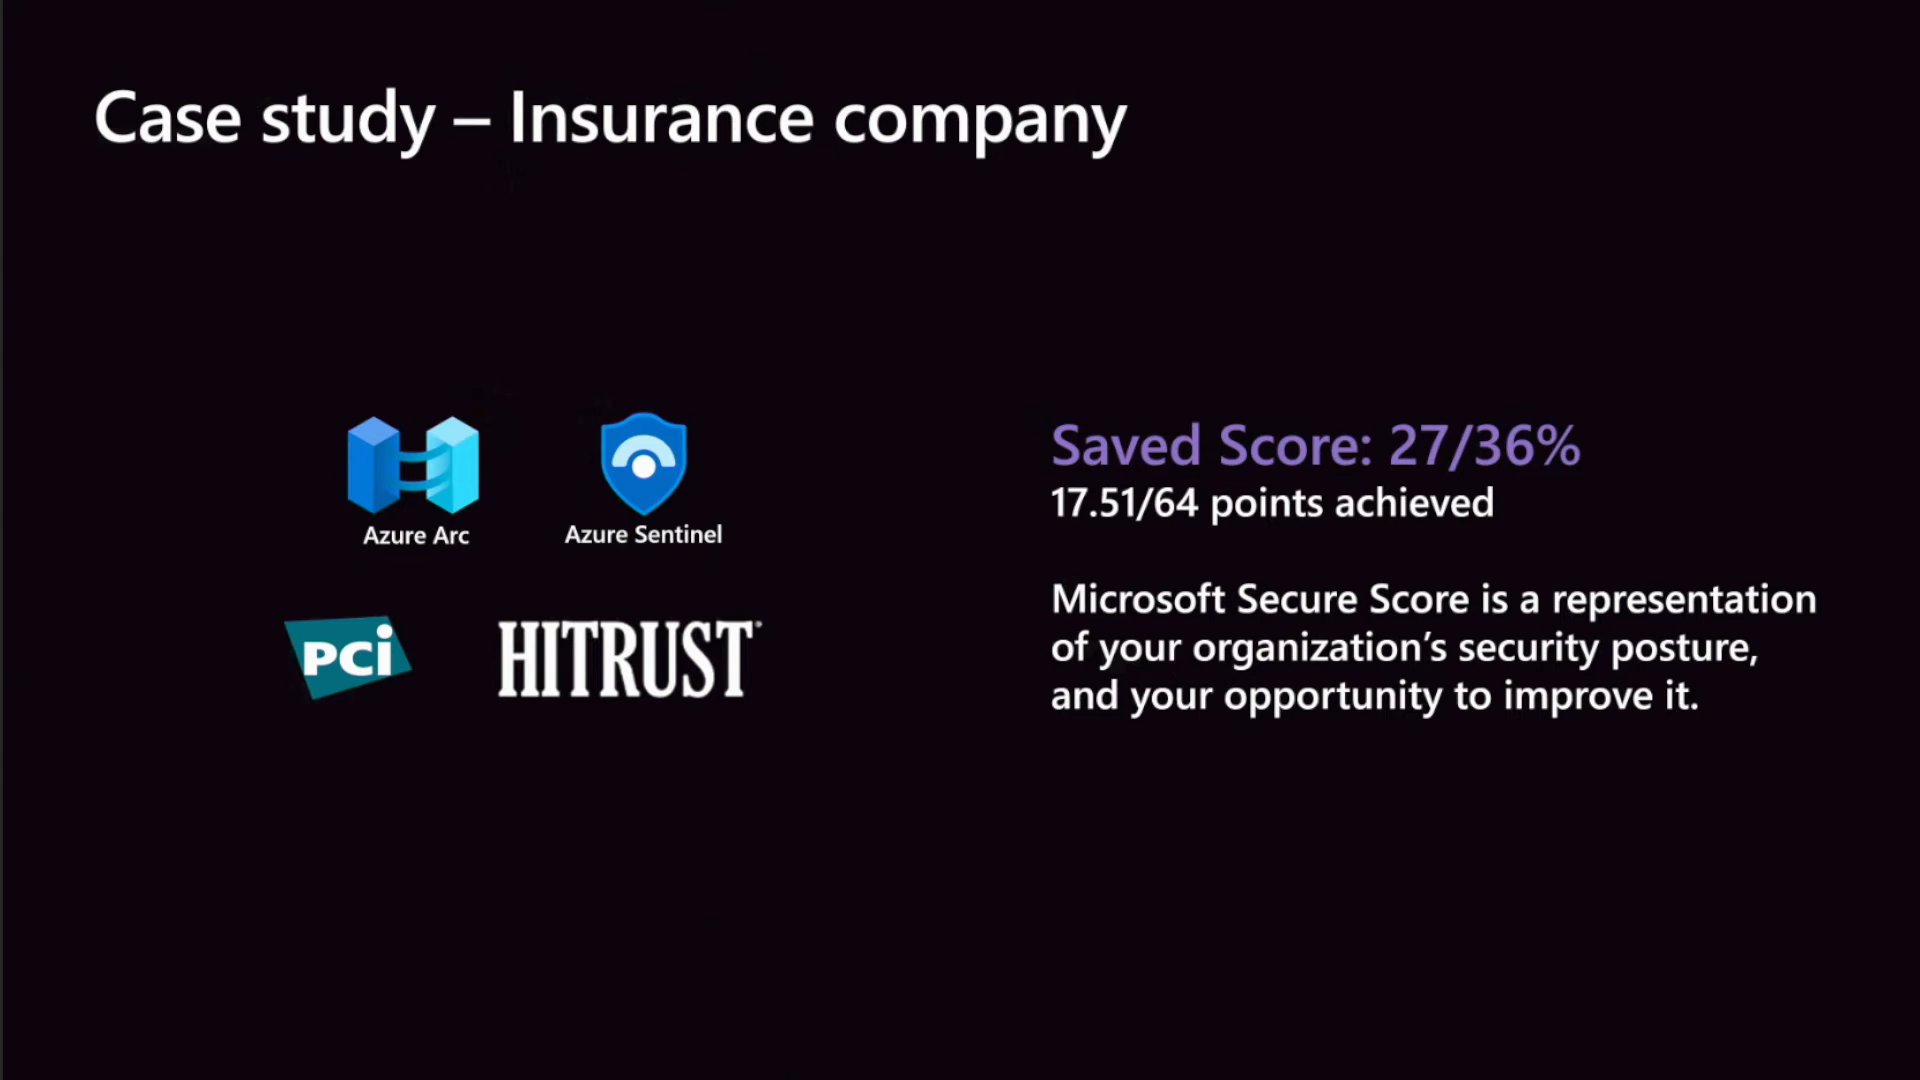 Case study – Insurance company
Azure Arc
Azure Sentinel
PCi
HITRUST
Saved Score: 27/36%
17.51/64 points achieved
Microsoft Secure Score is a representation
of your organization’s security posture,
and your opportunity to improve it.